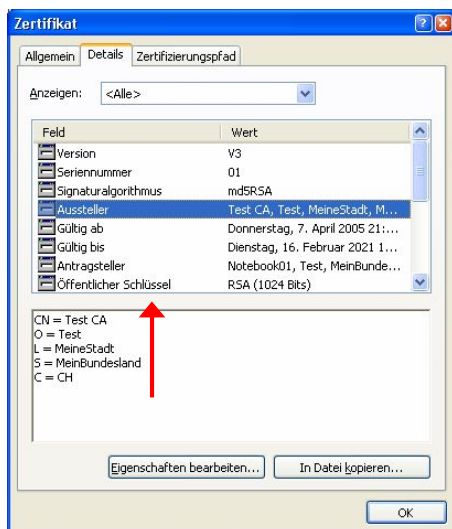 Zertifikat
Allgemein Details Zertifizierungspfad
Anzeigen: <Alle>
Feld Wert
Version V3
Seriennummer 01
Signaturalgorithmus md5RSA
Aussteller Test CA, Test, MeineStadt, M...
Gültig ab Donnerstag, 7. April 2005 21:...
Gültig bis Dienstag, 16. Februar 2021 1...
Antragsteller Notebook01, Test, MeinBunde...
Öffentlicher Schlüssel RSA (1024 Bits)
CN = Test CA
O = Test
L = MeineStadt
S = MeinBundesland
C = CH
Eigenschaften bearbeiten... In Datei kopieren...
OK